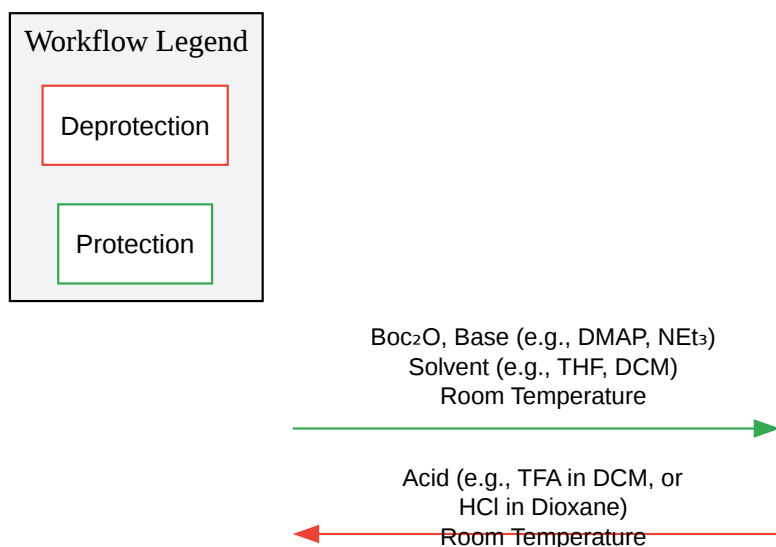 Workflow Legend
Deprotection
Protection
Boc₂O, Base (e.g., DMAP, NEt₃)
Solvent (e.g., THF, DCM)
Room Temperature
Acid (e.g., TFA in DCM, or
HCl in Dioxane)
Room Temperature